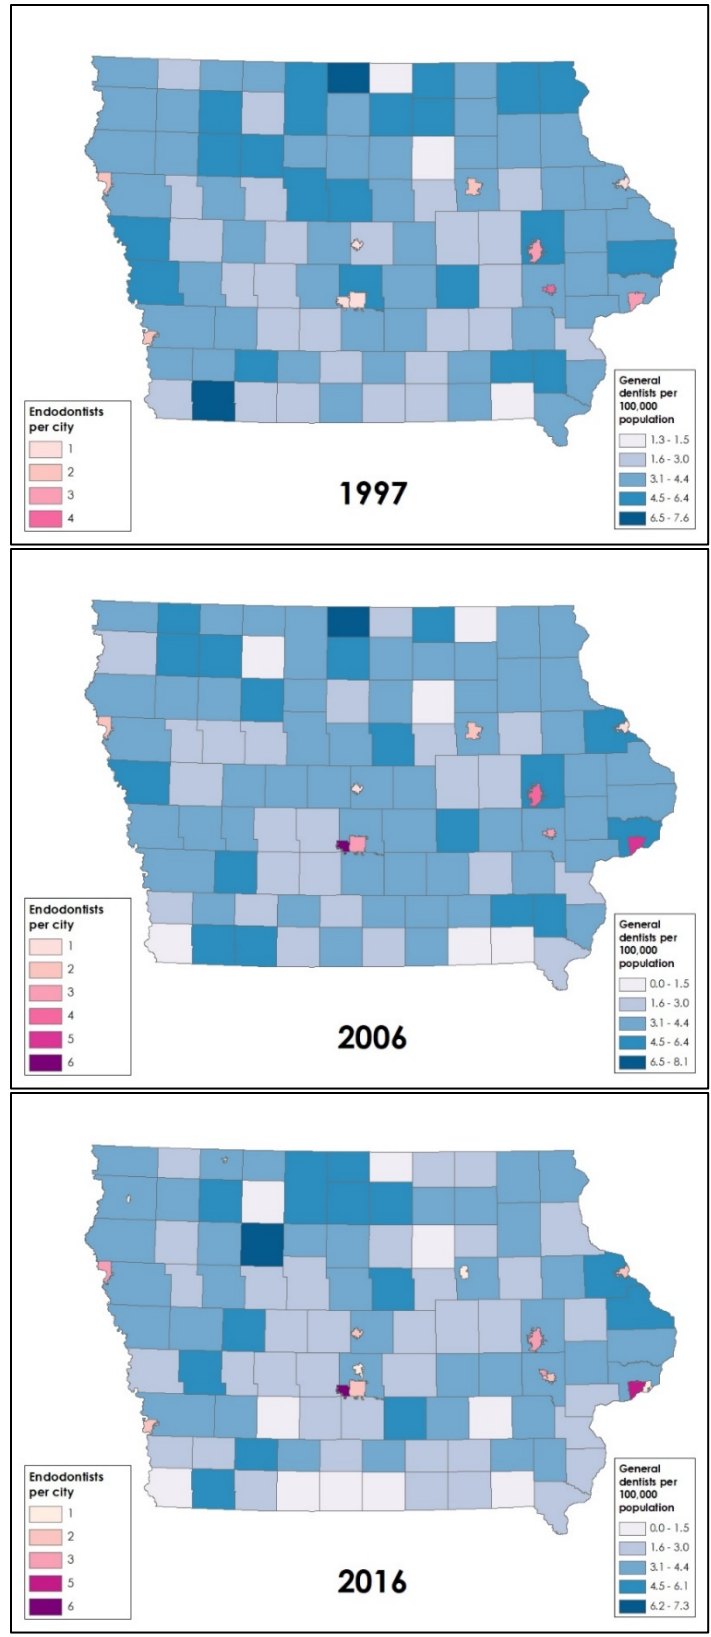 Endodontists
per city
1
2
3
4
1997
General
dentists per
100,000
population
1.3 - 1.5
1.6 - 3.0
3.1 - 4.4
4.5 - 6.4
6.5 - 7.6
Endodontists
per city
1
2
3
4
5
6
2006
General
dentists per
100,000
population
0.0 - 1.5
1.6 - 3.0
3.1 - 4.4
4.5 - 6.4
6.5 - 8.1
Endodontists
per city
1
2
3
5
6
2016
General
dentists per
100,000
population
0.0 - 1.5
1.6 - 3.0
3.1 - 4.4
4.5 - 6.1
6.2 - 7.3